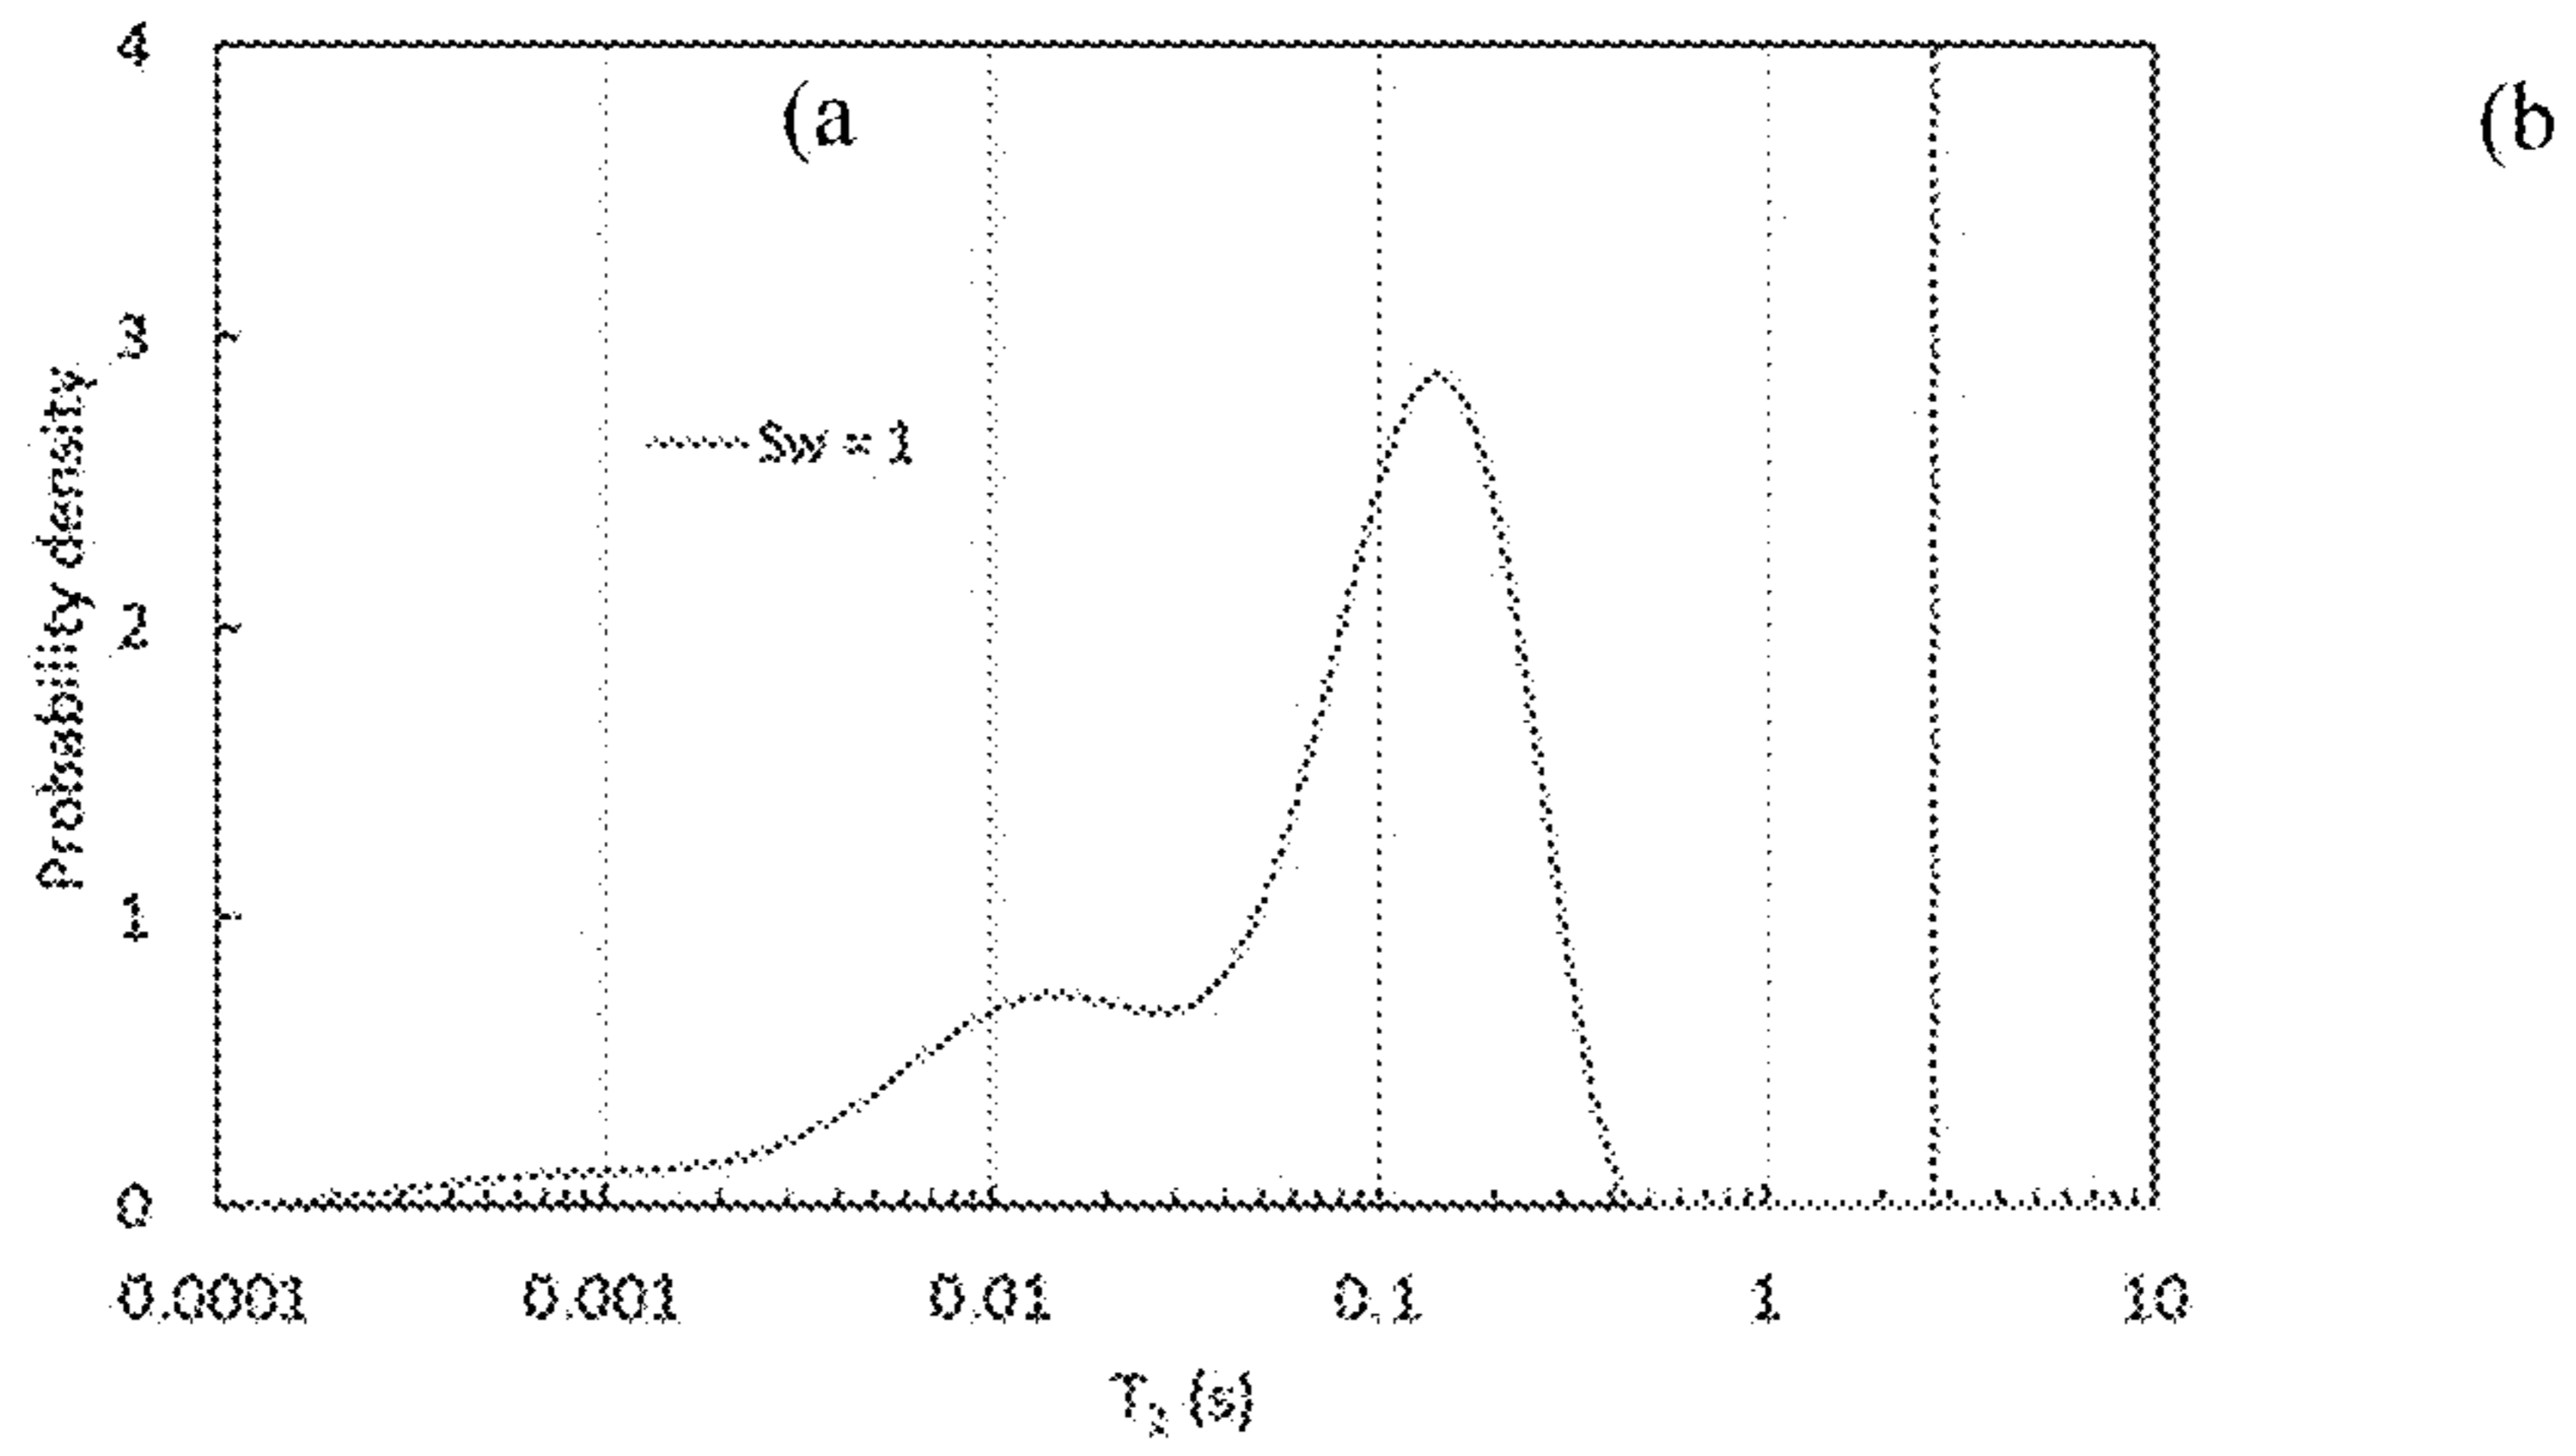 4
(a
(b
3
Sw = 1
Probability density
2
1
0
0.0001 0.001 0.01 0.1 1 10
T₂ (s)